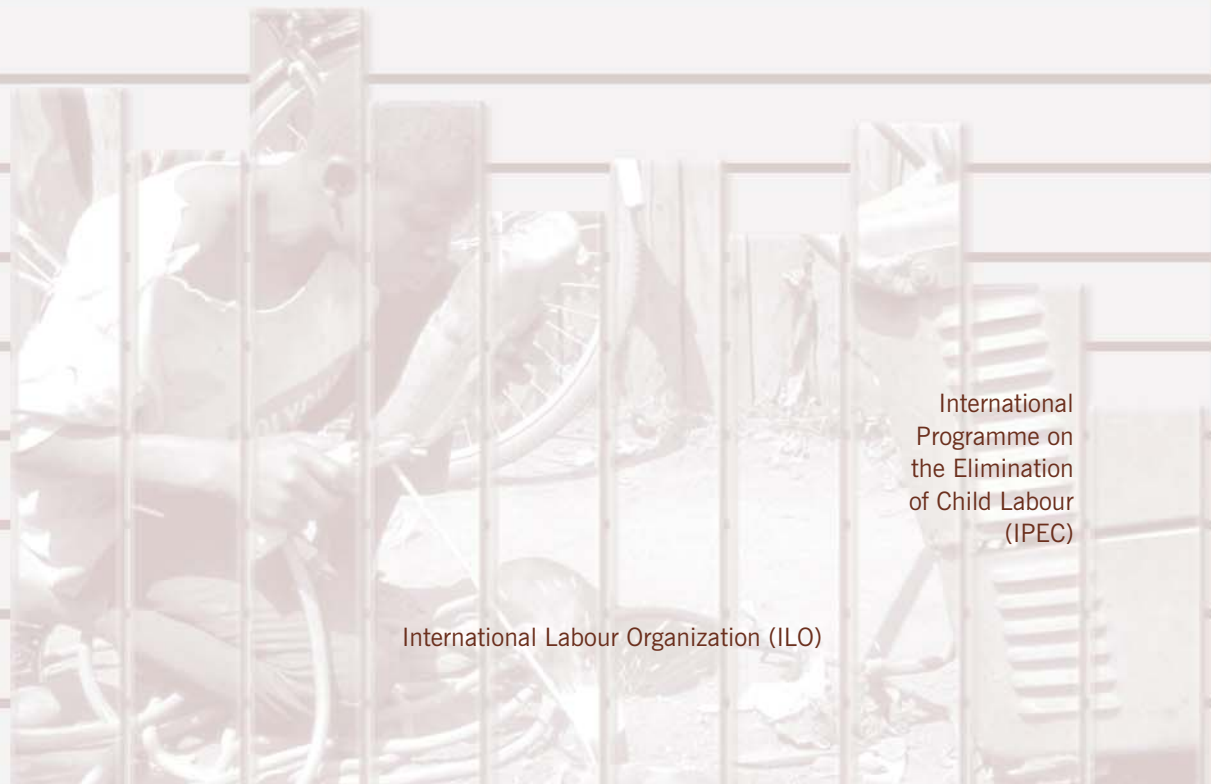 International
Programme on
the Elimination
of Child Labour
(IPEC)
International Labour Organization (ILO)